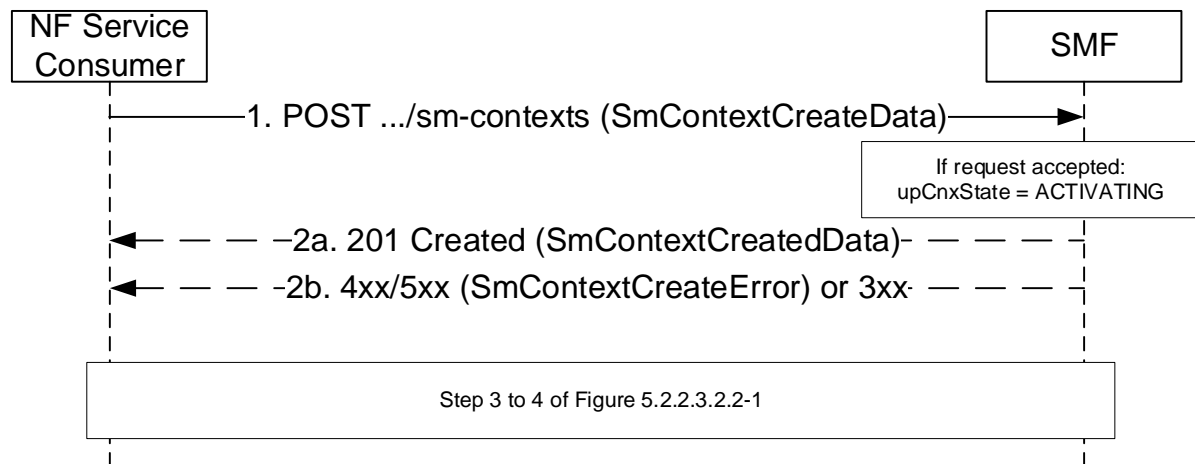 NF Service
Consumer
SMF
1. POST .../sm-contexts (SmContextCreateData)
If request accepted:
upCnxState = ACTIVATING
2a. 201 Created (SmContextCreatedData)
2b. 4xx/5xx (SmContextCreateError) or 3xx
Step 3 to 4 of Figure 5.2.2.3.2.2-1